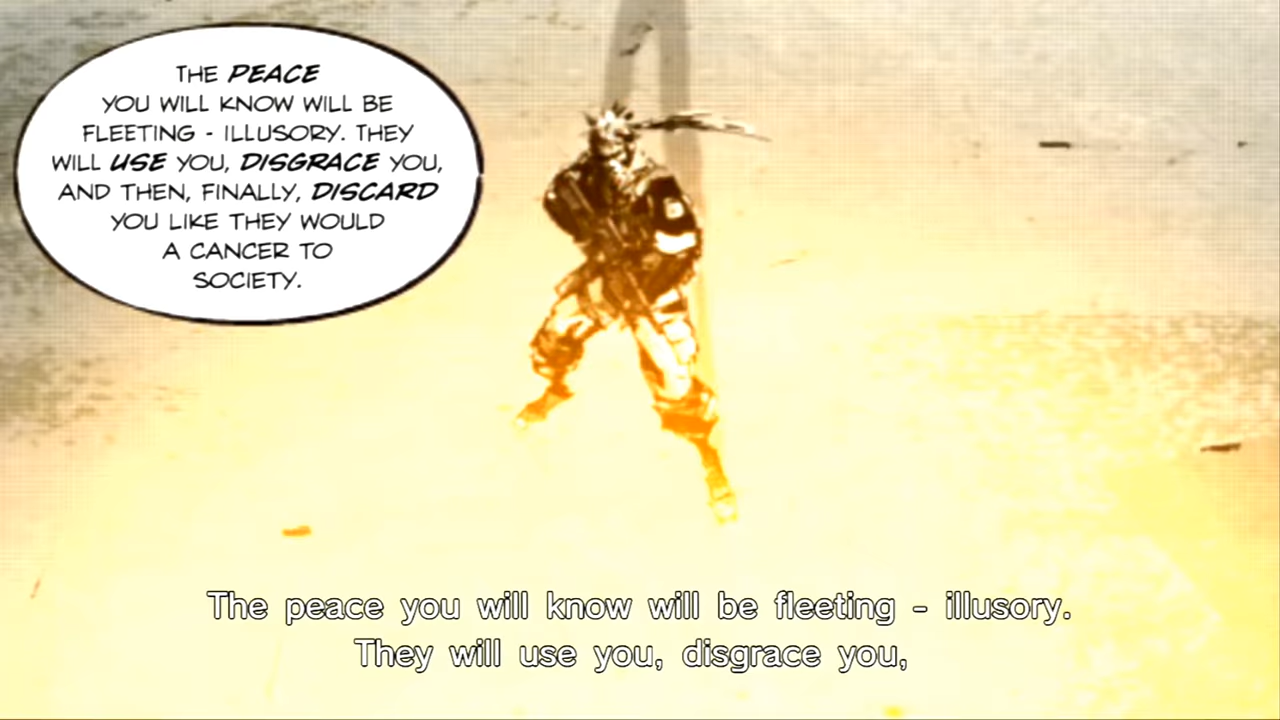 THE PEACE
YOU WILL KNOW WILL BE
FLEETING - ILLUSORY. THEY
WILL USE YOU, DISGRACE YOU,
AND THEN, FINALLY, DISCARD
YOU LIKE THEY WOULD
A CANCER TO
SOCIETY.
The peace you will know will be fleeting - illusory.
They will use you, disgrace you,